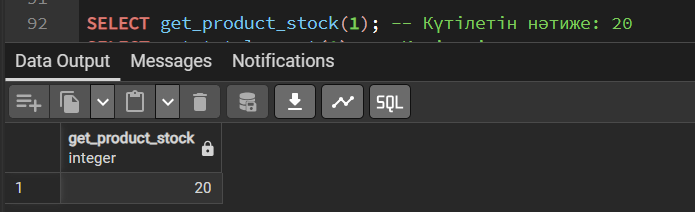 92 SELECT get_product_stock(1); -- Күтілетін нәтиже: 20
Data Output Messages Notifications
SQL
get_product_stock
integer
1 20